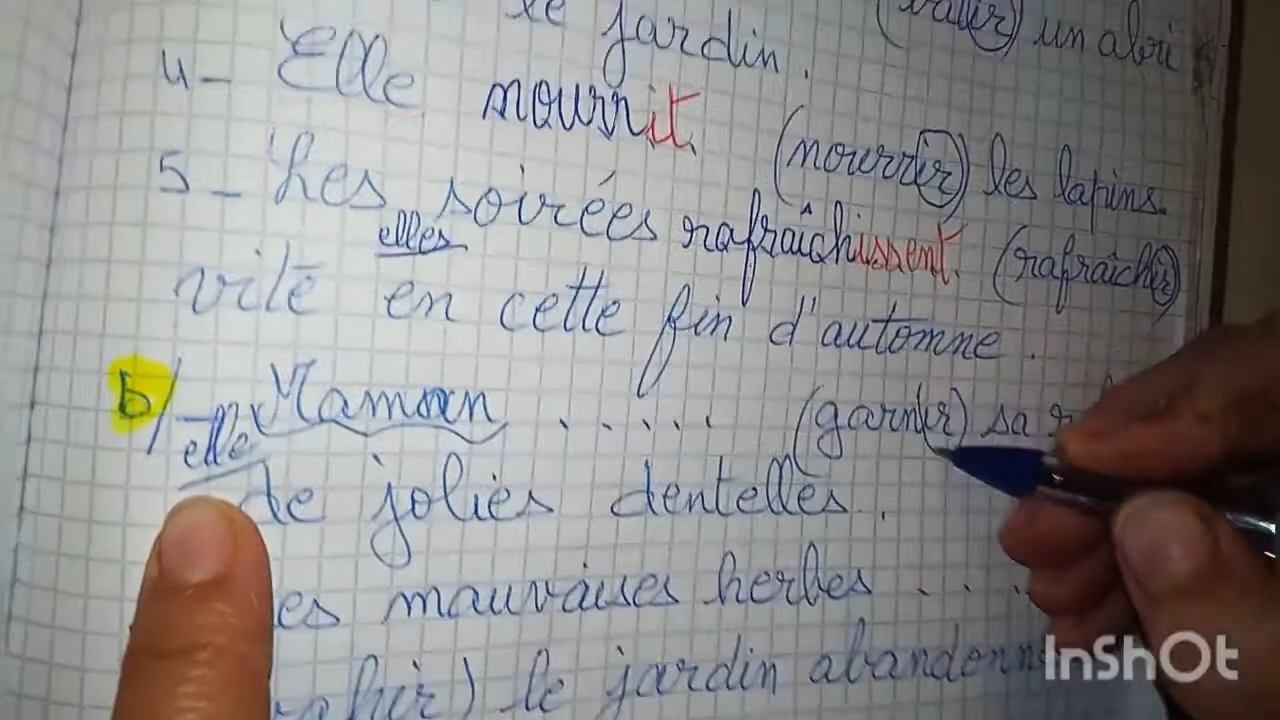 le jardin. (batir) un abri
4- Elle nourrit (nourrir) les lapins.
5- Les soirées rafraîchissent (rafraîchir)
elles
vite en cette fin d'automne.
b/ Maman ..... (garnir) sa
elle
de jolies dentelles.
es mauvaises herbes ...
le jardin abandonn
InShOt